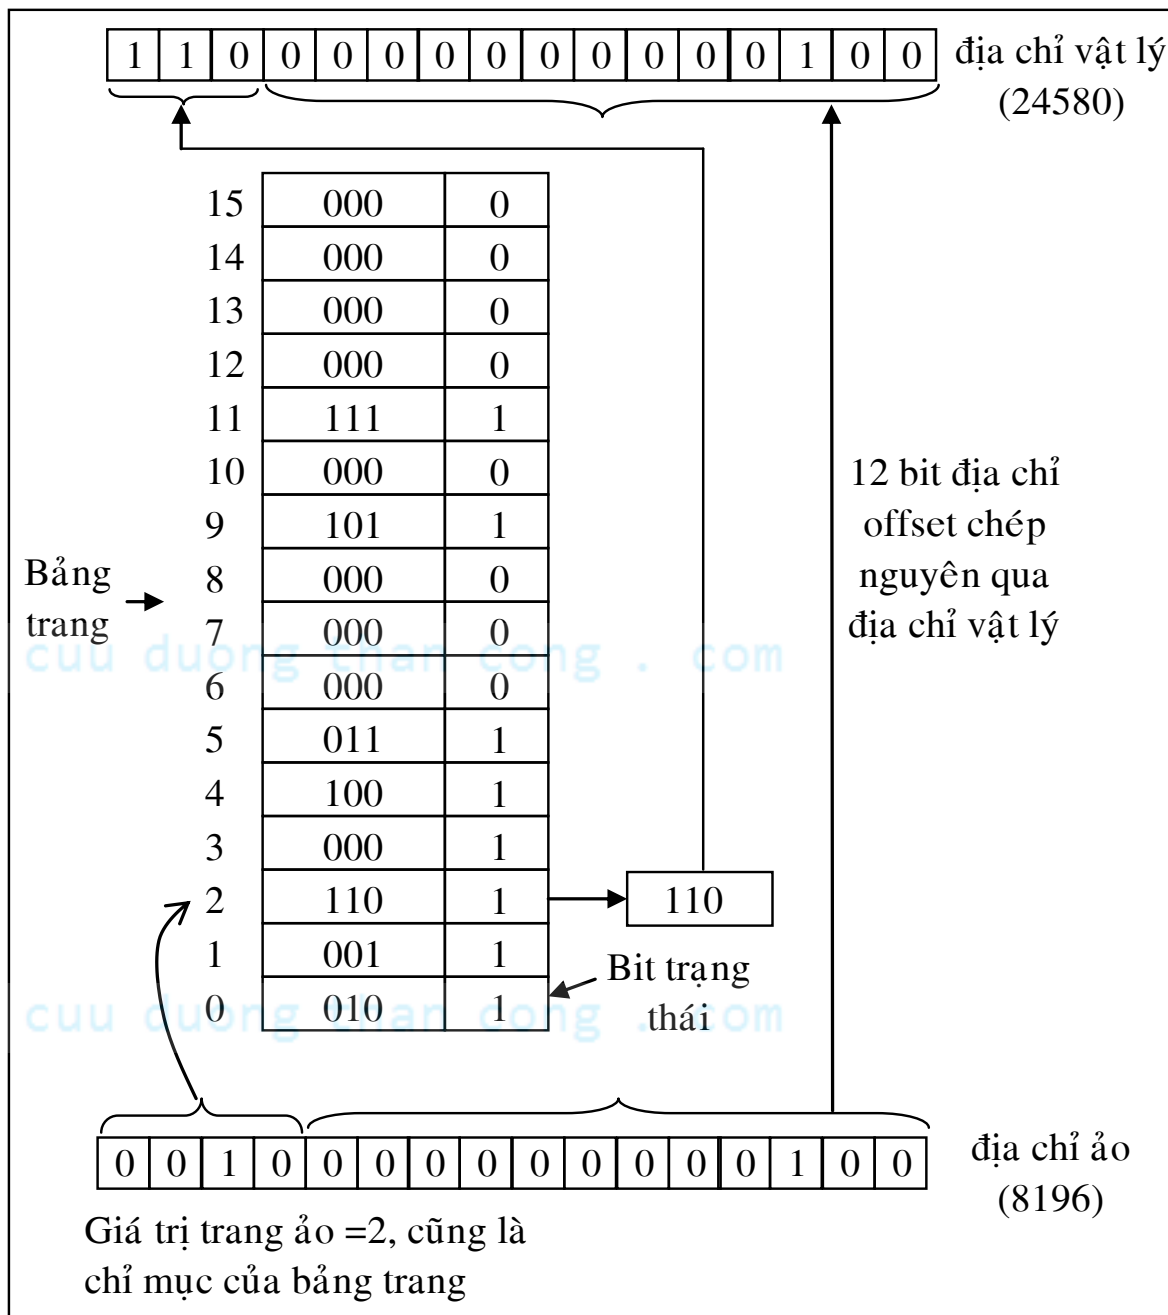 1 1 0 0 0 0 0 0 0 0 0 0 1 0 0 địa chỉ vật lý
(24580)
15 000 0
14 000 0
13 000 0
12 000 0
11 111 1
10 000 0
9 101 1
8 000 0
7 000 0
6 000 0
5 011 1
4 100 1
3 000 1
2 110 1 110
1 001 1
0 010 1
Bảng
trang
12 bit địa chỉ
offset chép
nguyên qua
địa chỉ vật lý
cuu duong than cong . com
Bit trạng
thái
cuu duong than cong . com
0 0 1 0 0 0 0 0 0 0 0 0 0 1 0 0 địa chỉ ảo
(8196)
Giá trị trang ảo =2, cũng là
chỉ mục của bảng trang